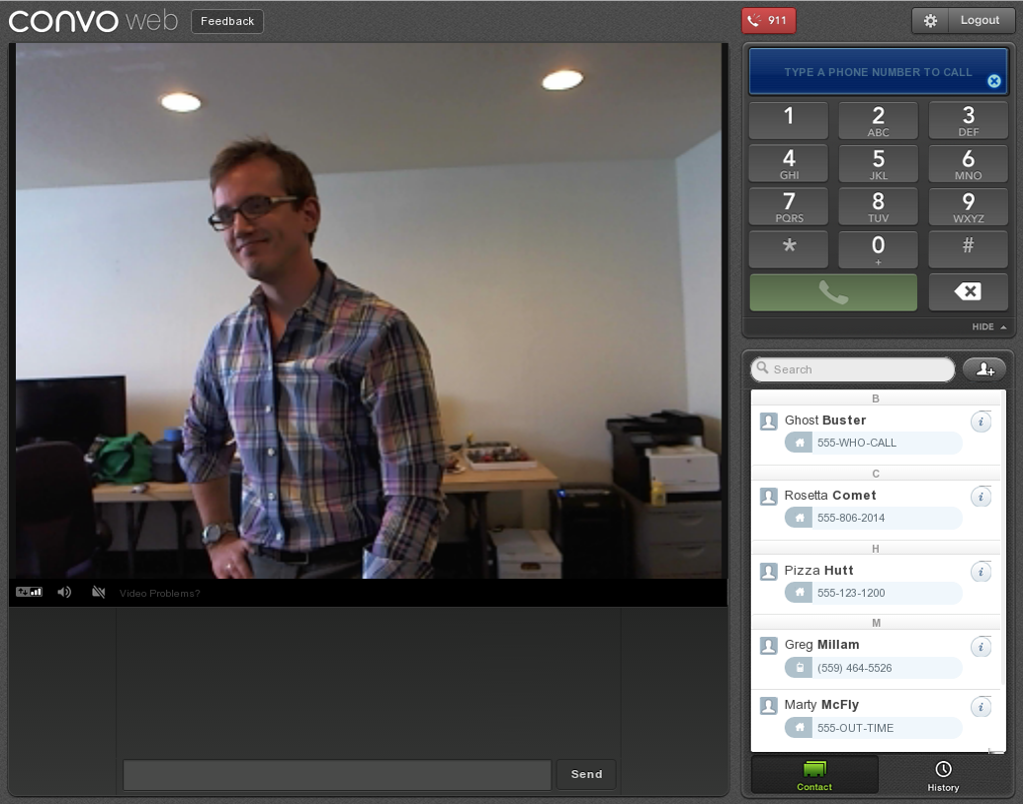 convo web
Feedback
911
Logout
TYPE A PHONE NUMBER TO CALL
1
2
ABC
3
DEF
4
GHI
5
JKL
6
MNO
7
PQRS
8
TUV
9
WXYZ
*
0
+
#
HIDE
Search
B
Ghost Buster
555-WHO-CALL
C
Rosetta Comet
555-806-2014
H
Pizza Hutt
555-123-1200
M
Greg Millam
(559) 464-5526
Marty McFly
555-OUT-TIME
Contact
History
Video Problems?
Send